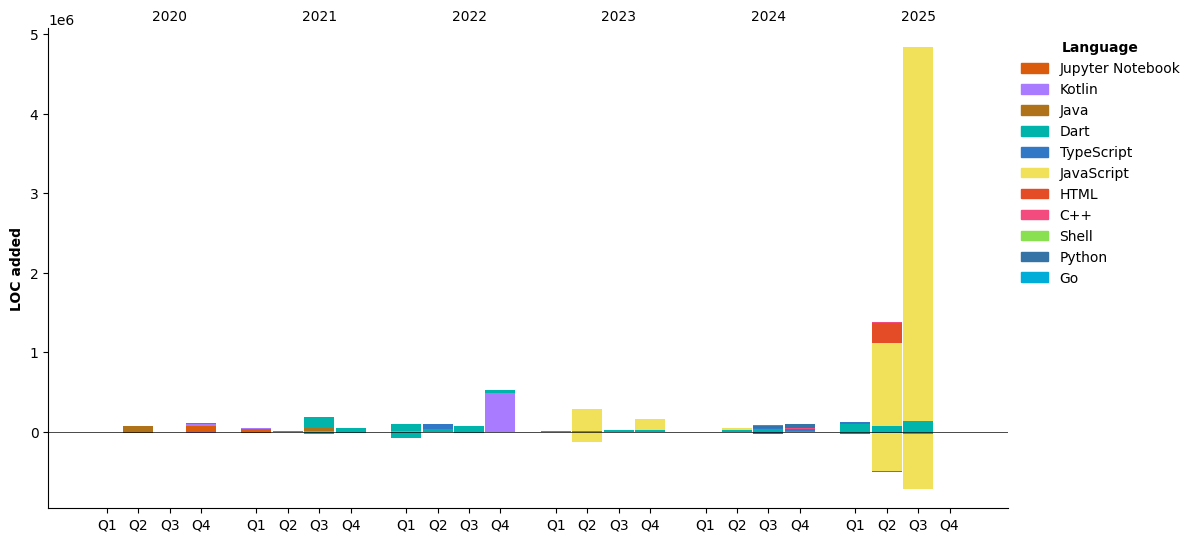 1e6
2020 2021 2022 2023 2024 2025
5
4
3
2
1
0
LOC added
Q1 Q2 Q3 Q4 Q1 Q2 Q3 Q4 Q1 Q2 Q3 Q4 Q1 Q2 Q3 Q4 Q1 Q2 Q3 Q4 Q1 Q2 Q3 Q4
Language
Jupyter Notebook
Kotlin
Java
Dart
TypeScript
JavaScript
HTML
C++
Shell
Python
Go